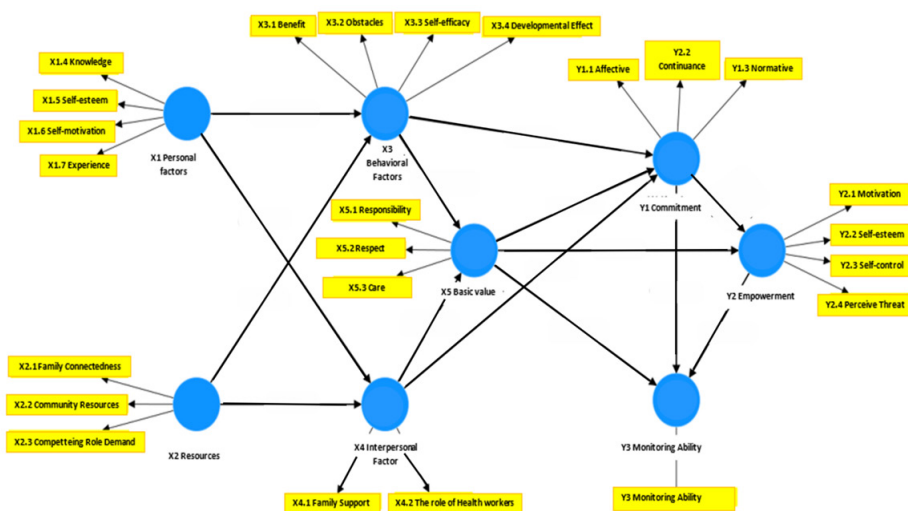 X3.1 Benefit
X3.2 Obstacles
X3.3 Self-efficacy
X3.4 Developmental Effect
X1.4 Knowledge
X1.5 Self-esteem
X1.6 Self-motivation
X1.7 Experience
X1 Personal
factors
X3
Behavioral
Factors
Y1.1 Affective
Y2.2
Continuance
Y1.3 Normative
Y1 Commitment
X5.1 Responsibility
X5.2 Respect
X5.3 Care
X5 Basic value
Y2.1 Motivation
Y2.2 Self-esteem
Y2.3 Self-control
Y2.4 Perceive Threat
Y2 Empowerment
X2.1 Family Connectedness
X2.2 Community Resources
X2.3 Competteing Role Demand
X2 Resources
X4 Interpersonal
Factor
X4.1 Family Support
X4.2 The role of Health workers
Y3 Monitoring Ability
Y3 Monitoring Ability